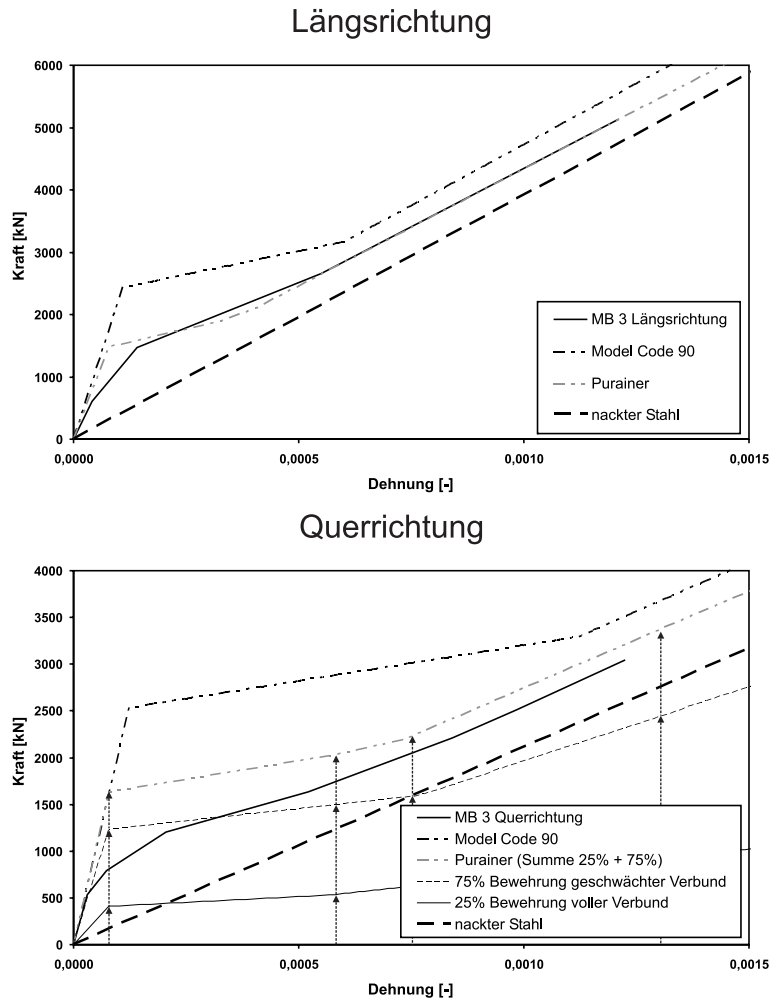 Längsrichtung
6000
5000
4000
3000
2000
1000
0
Kraft [kN]
MB 3 Längsrichtung
Model Code 90
Purainer
nackter Stahl
0,0000 0,0005 0,0010 0,0015
Dehnung [-]
Querrichtung
4000
3500
3000
2500
2000
1500
1000
500
0
Kraft [kN]
MB 3 Querrichtung
Model Code 90
Purainer (Summe 25% + 75%)
75% Bewehrung geschwächter Verbund
25% Bewehrung voller Verbund
nackter Stahl
0,0000 0,0005 0,0010 0,0015
Dehnung [-]